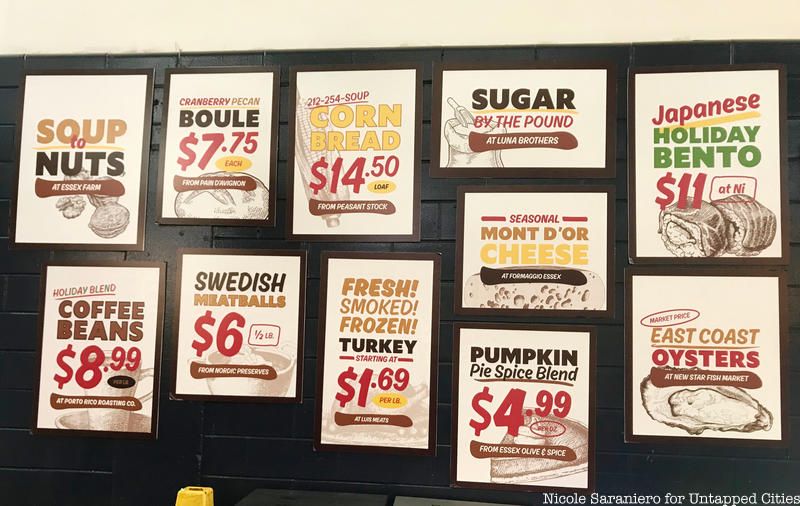 SOUP
to
NUTS
AT ESSEX FARM
CRANBERRY PECAN
BOULE
$7.75
EACH
FROM PAIN D'AVIGNON
212-254-SOUP
CORN
BREAD
$14.50
LOAF
FROM PEASANT STOCK
SUGAR
BY THE POUND
AT LUNA BROTHERS
Japanese
HOLIDAY
BENTO
$11 at Ni
SEASONAL
MONT D'OR
CHEESE
AT FORMAGGIO ESSEX
HOLIDAY BLEND
COFFEE
BEANS
$8.99
PER LB.
AT PORTO RICO ROASTING CO.
SWEDISH
MEATBALLS
$6 1/2 LB.
FROM NORDIC PRESERVES
FRESH!
SMOKED!
FROZEN!
TURKEY
STARTING AT
$1.69
PER LB.
AT LUIS MEATS
PUMPKIN
Pie Spice Blend
$4.99
PER OZ.
FROM ESSEX OLIVE & SPICE
MARKET PRICE
EAST COAST
OYSTERS
AT NEW STAR FISH MARKET
Nicole Saraniero for Untapped Cities